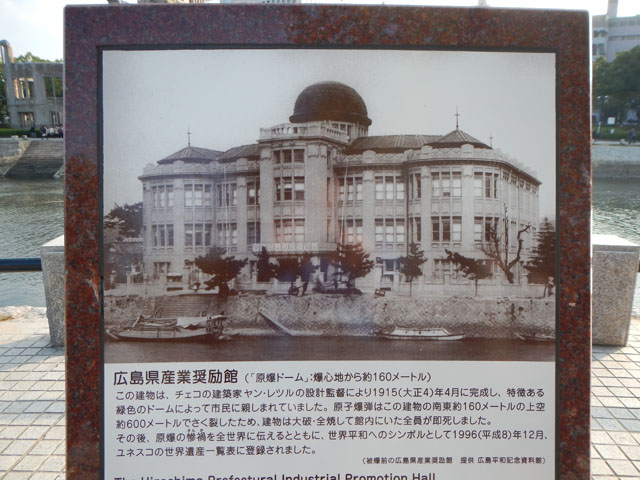 広島県産業奨励館（「原爆ドーム」：爆心地から約160メートル）
この建物は、チェコの建築家ヤン・レツルの設計監督により1915（大正4）年4月に完成し、特徴ある
緑色のドームによって市民に親しまれていました。原子爆弾はこの建物の南東約160メートルの上空
約600メートルでさく裂したため、建物は大破・全焼して館内にいた全員が即死しました。
その後、原爆の惨禍を全世界に伝えるとともに、世界平和へのシンボルとして1996（平成8）年12月、
ユネスコの世界遺産一覧表に登録されました。
（被爆前の広島県産業奨励館　提供 広島平和記念資料館）
The Hiroshima Prefectural Industrial Promotion Hall